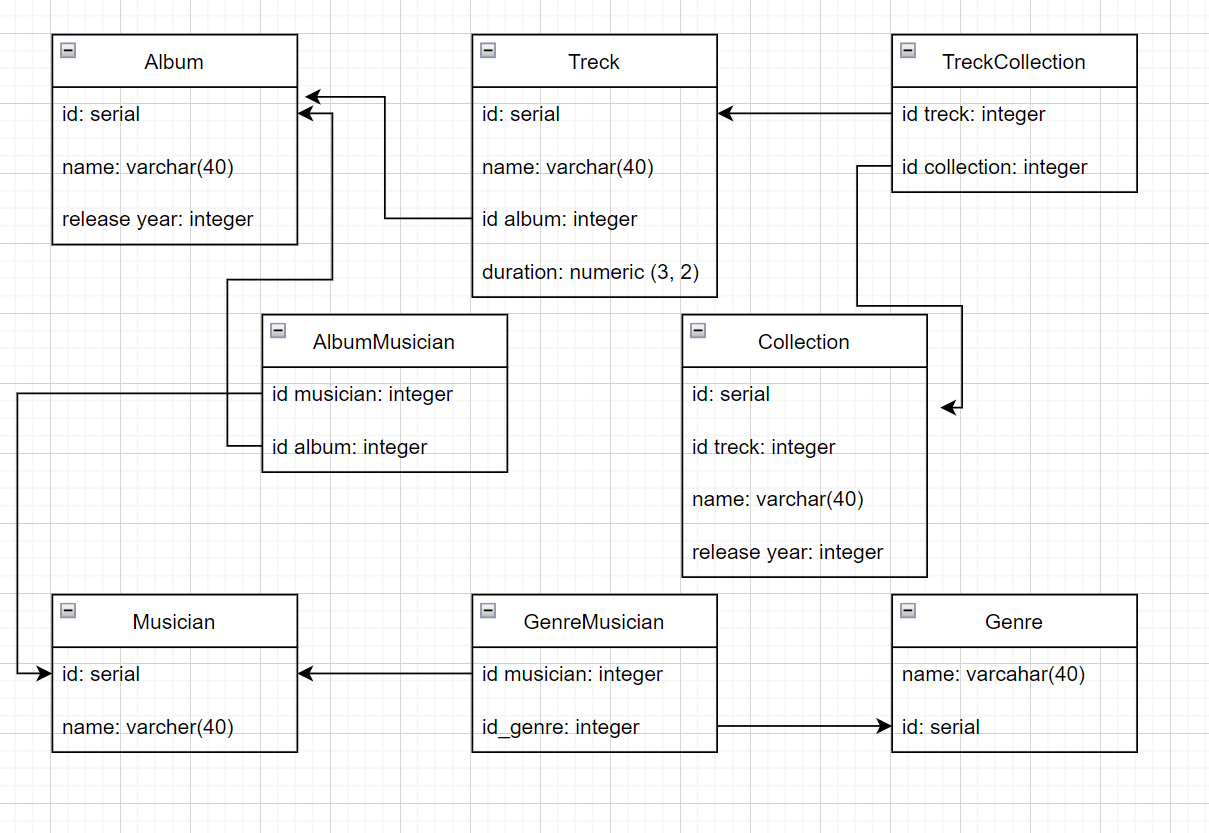 Album
id: serial
name: varchar(40)
release year: integer
Treck
id: serial
name: varchar(40)
id album: integer
duration: numeric (3, 2)
TreckCollection
id treck: integer
id collection: integer
AlbumMusician
id musician: integer
id album: integer
Collection
id: serial
id treck: integer
name: varchar(40)
release year: integer
Musician
id: serial
name: varcher(40)
GenreMusician
id musician: integer
id_genre: integer
Genre
name: varcahar(40)
id: serial